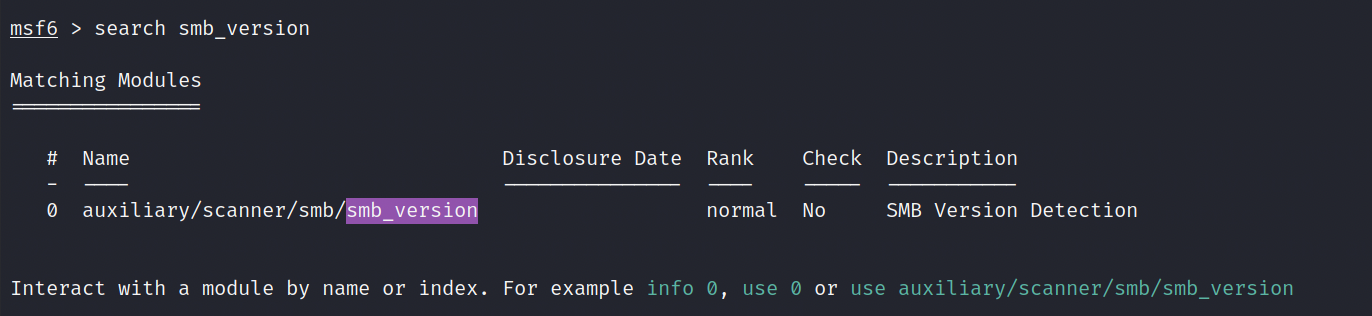 msf6 > search smb_version
Matching Modules
================
# Name Disclosure Date Rank Check Description
- ---- --------------- ---- ----- -----------
0 auxiliary/scanner/smb/smb_version normal No SMB Version Detection
Interact with a module by name or index. For example info 0, use 0 or use auxiliary/scanner/smb/smb_version